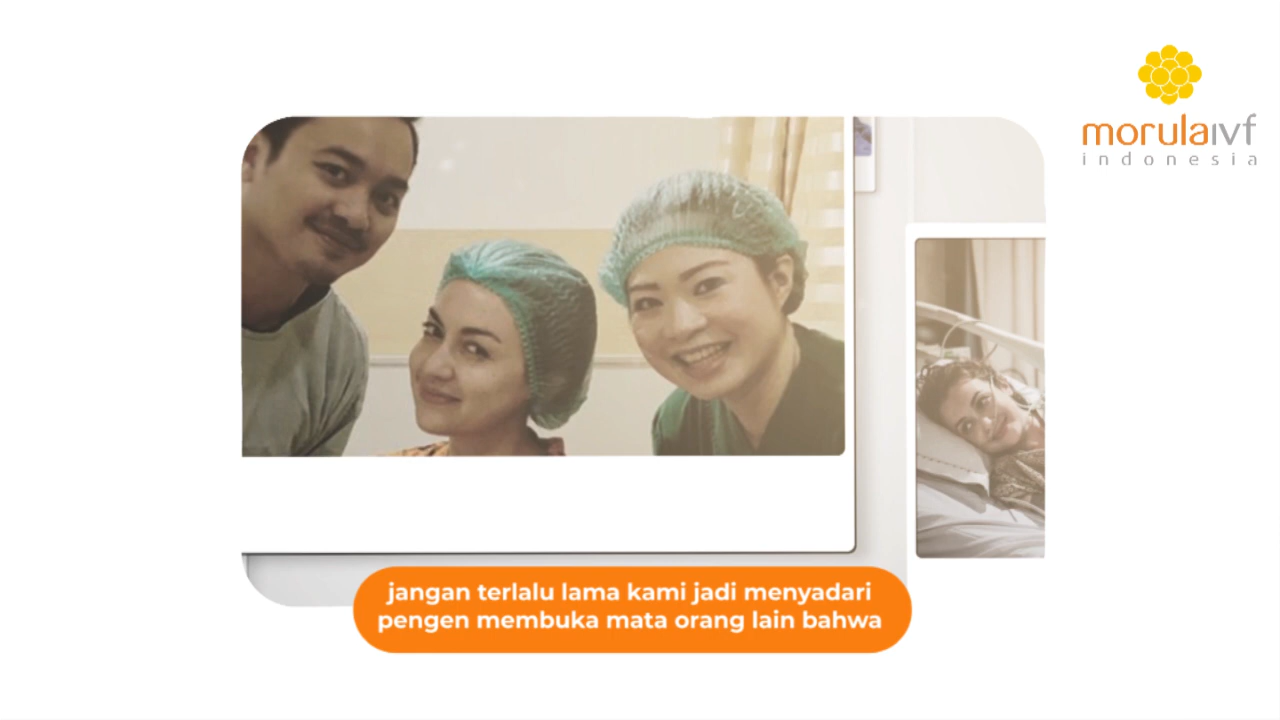 morulaivf
indonesia
jangan terlalu lama kami jadi menyadari
pengen membuka mata orang lain bahwa